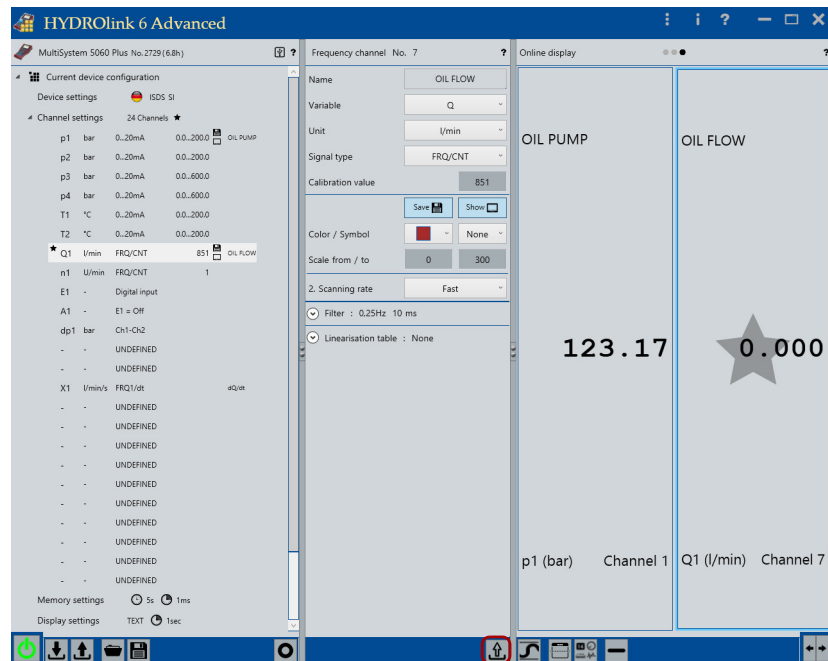 HYDROlink 6 Advanced
MultiSystem 5060 Plus No. 2729 (6.8h) ?
Current device configuration
Device settings ISDS SI
Channel settings 24 Channels
p1 bar 0..20mA 0.0...200.0 OIL PUMP
p2 bar 0..20mA 0.0...200.0
p3 bar 0..20mA 0.0...600.0
p4 bar 0..20mA 0.0...600.0
T1 °C 0..20mA 0.0...200.0
T2 °C 0..20mA 0.0...200.0
Q1 l/min FRQ/CNT 851 OIL FLOW
n1 U/min FRQ/CNT 1
E1 - Digital input
A1 - E1 = Off
dp1 bar Ch1-Ch2
- - UNDEFINED
- - UNDEFINED
X1 l/min/s FRQ1/dt dQ/dt
- - UNDEFINED
- - UNDEFINED
- - UNDEFINED
- - UNDEFINED
- - UNDEFINED
- - UNDEFINED
- - UNDEFINED
- - UNDEFINED
- - UNDEFINED
- - UNDEFINED
Memory settings 5s 1ms
Display settings TEXT 1sec
Frequency channel No. 7 ?
Name OIL FLOW
Variable Q
Unit l/min
Signal type FRQ/CNT
Calibration value 851
Save Show
Color / Symbol None
Scale from / to 0 300
2. Scanning rate Fast
Filter : 0,25Hz 10 ms
Linearisation table : None
Online display ?
OIL PUMP
123.17
p1 (bar) Channel 1
OIL FLOW
0.000
Q1 (l/min) Channel 7